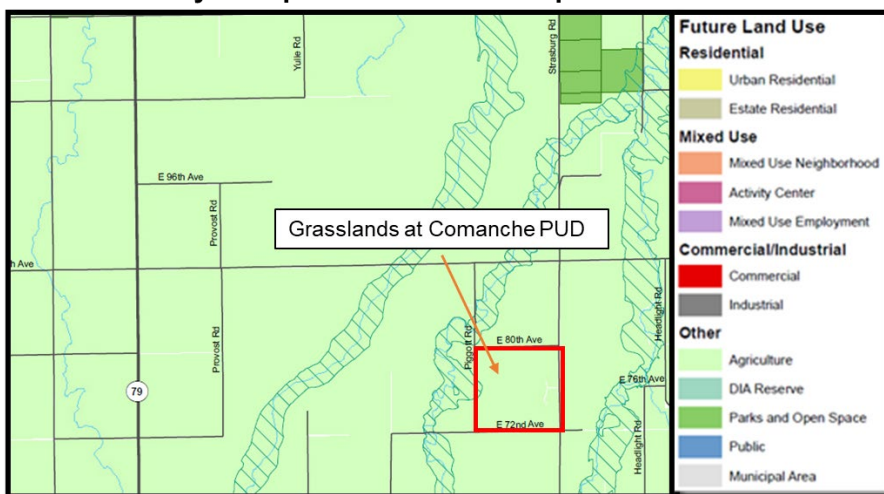 Yulle Rd
Strasburg Rd
E 96th Ave
Provost Rd
Grasslands at Comanche PUD
h Ave
Headlight Rd
Piggott Rd
E 80th Ave
Provost Rd
79
E 76th Ave
E 72nd Ave
Headlight Rd
Future Land Use
Residential
Urban Residential
Estate Residential
Mixed Use
Mixed Use Neighborhood
Activity Center
Mixed Use Employment
Commercial/Industrial
Commercial
Industrial
Other
Agriculture
DIA Reserve
Parks and Open Space
Public
Municipal Area